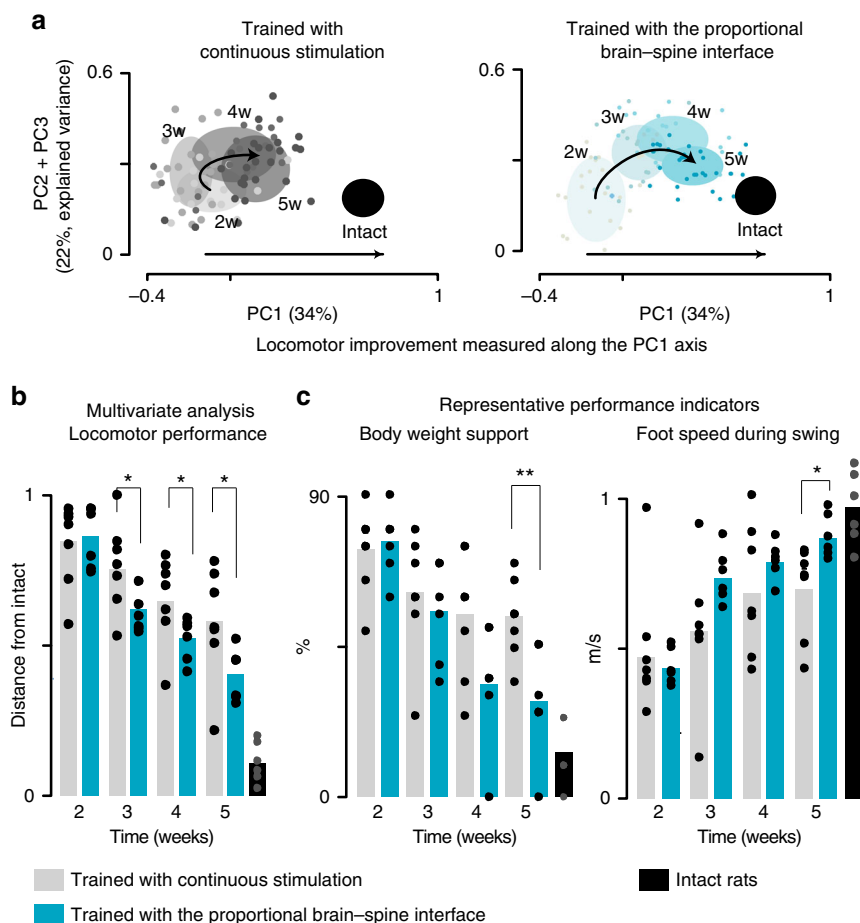 a
Trained with
continuous stimulation
Trained with the proportional
brain–spine interface
PC2 + PC3
(22%, explained variance)
0.6
0
3w
4w
2w
5w
Intact
–0.4
1
PC1 (34%)
0.6
0
2w
3w
4w
5w
Intact
–0.4
1
PC1 (34%)
Locomotor improvement measured along the PC1 axis
b
Multivariate analysis
Locomotor performance
Distance from intact
1
0
* * *
2 3 4 5
Time (weeks)
c
Representative performance indicators
Body weight support
%
90
0
**
2 3 4 5
Time (weeks)
Foot speed during swing
m/s
1
0
*
2 3 4 5
Time (weeks)
Trained with continuous stimulation
Trained with the proportional brain–spine interface
Intact rats